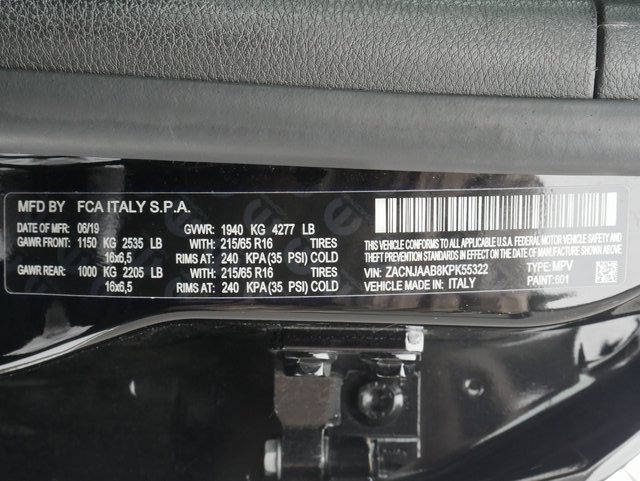 MFD BY FCA ITALY S.P.A.
DATE OF MFR: 06/19 GVWR: 1940 KG 4277 LB
GAWR FRONT: 1150 KG 2535 LB WITH: 215/65 R16 TIRES
16x6,5 RIMS AT: 240 KPA (35 PSI) COLD
GAWR REAR: 1000 KG 2205 LB WITH: 215/65 R16 TIRES
16x6,5 RIMS AT: 240 KPA (35 PSI) COLD
THIS VEHICLE CONFORMS TO ALL APPLICABLE
FEDERAL MOTOR VEHICLE SAFETY,
BUMPER, AND THEFT PREVENTION STANDARDS IN
EFFECT ON THE DATE OF MANUFACTURE SHOWN ABOVE.
VIN: ZACNJAAB8KPK55322 TYPE: MPV
VEHICLE MADE IN: ITALY PAINT:601